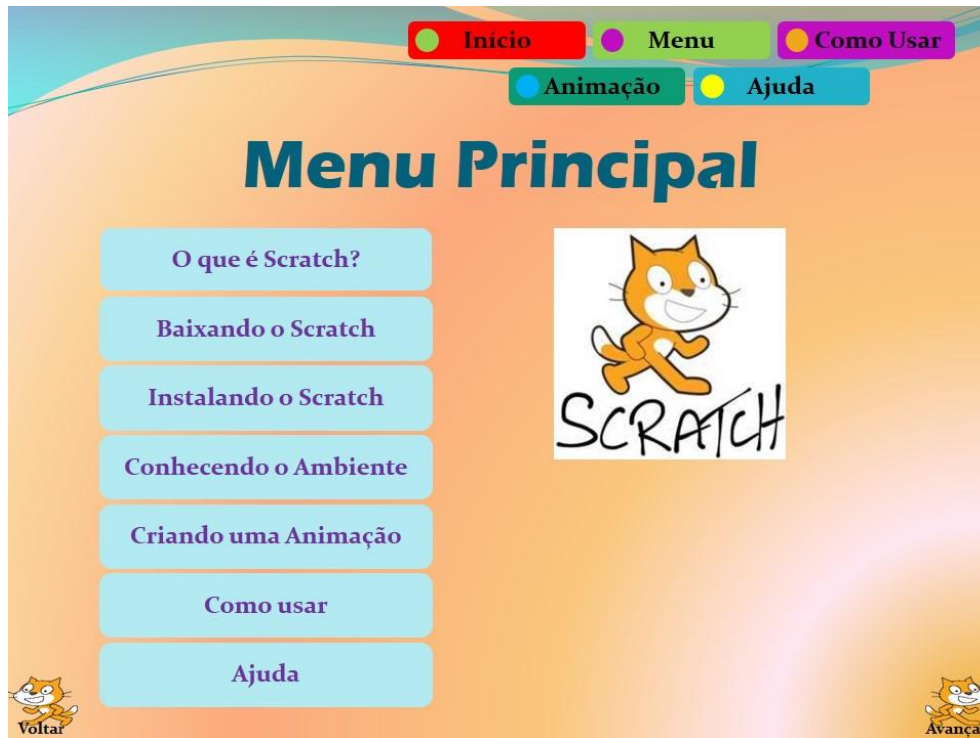 Início Menu Como Usar
Animação Ajuda
Menu Principal
O que é Scratch?
Baixando o Scratch
Instalando o Scratch
Conhecendo o Ambiente
Criando uma Animação
Como usar
Ajuda
SCRATCH
Voltar
Avança